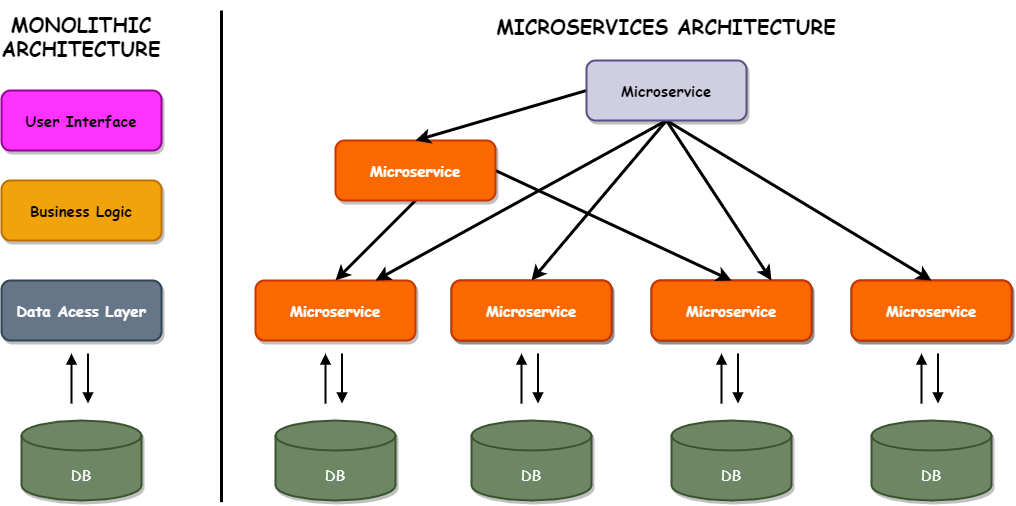 MONOLITHIC
ARCHITECTURE
User Interface
Business Logic
Data Acess Layer
DB
MICROSERVICES ARCHITECTURE
Microservice
Microservice
Microservice
Microservice
Microservice
Microservice
DB
DB
DB
DB